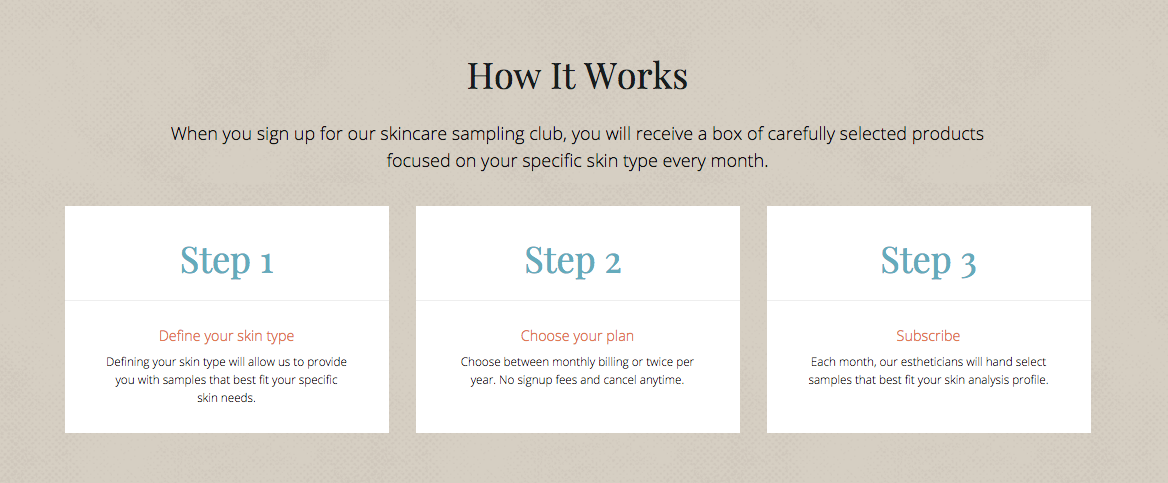 How It Works
When you sign up for our skincare sampling club, you will receive a box of carefully selected products
focused on your specific skin type every month.
Step 1
Define your skin type
Defining your skin type will allow us to provide
you with samples that best fit your specific
skin needs.
Step 2
Choose your plan
Choose between monthly billing or twice per
year. No signup fees and cancel anytime.
Step 3
Subscribe
Each month, our estheticians will hand select
samples that best fit your skin analysis profile.